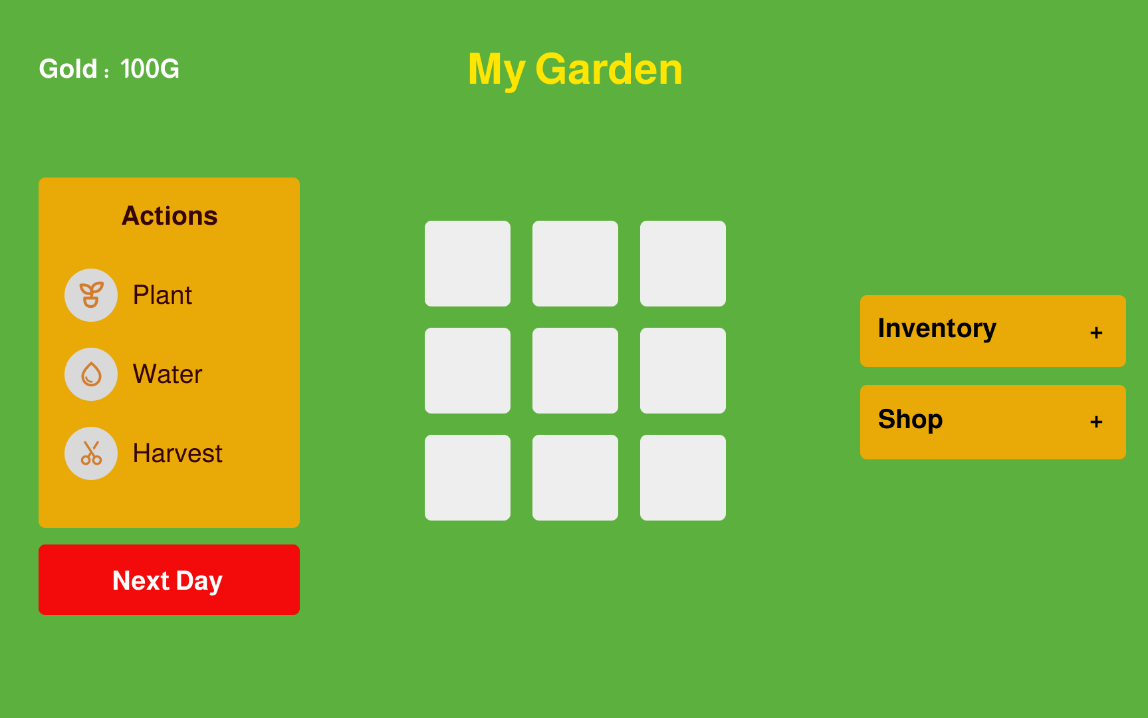 Gold : 100G
My Garden
Actions
Plant
Water
Harvest
Next Day
Inventory +
Shop +